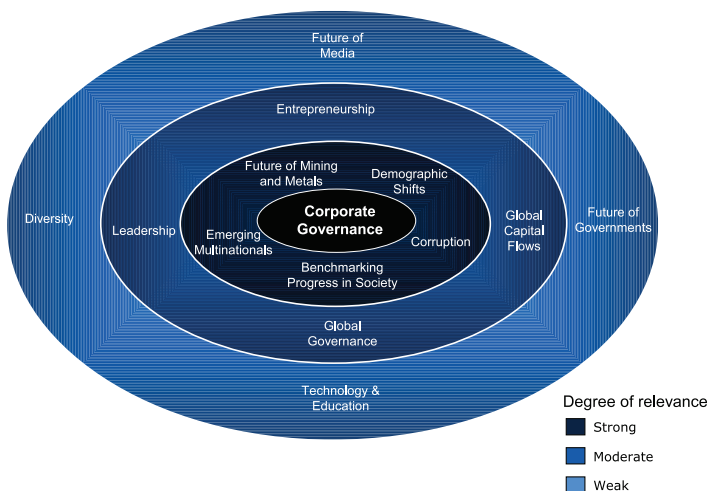 Future of
Media
Entrepreneurship
Future of Mining
and Metals
Demographic
Shifts
Corporate
Governance
Diversity
Leadership
Emerging
Multinationals
Corruption
Global
Capital
Flows
Future of
Governments
Benchmarking
Progress in Society
Global
Governance
Technology &
Education
Degree of relevance
Strong
Moderate
Weak